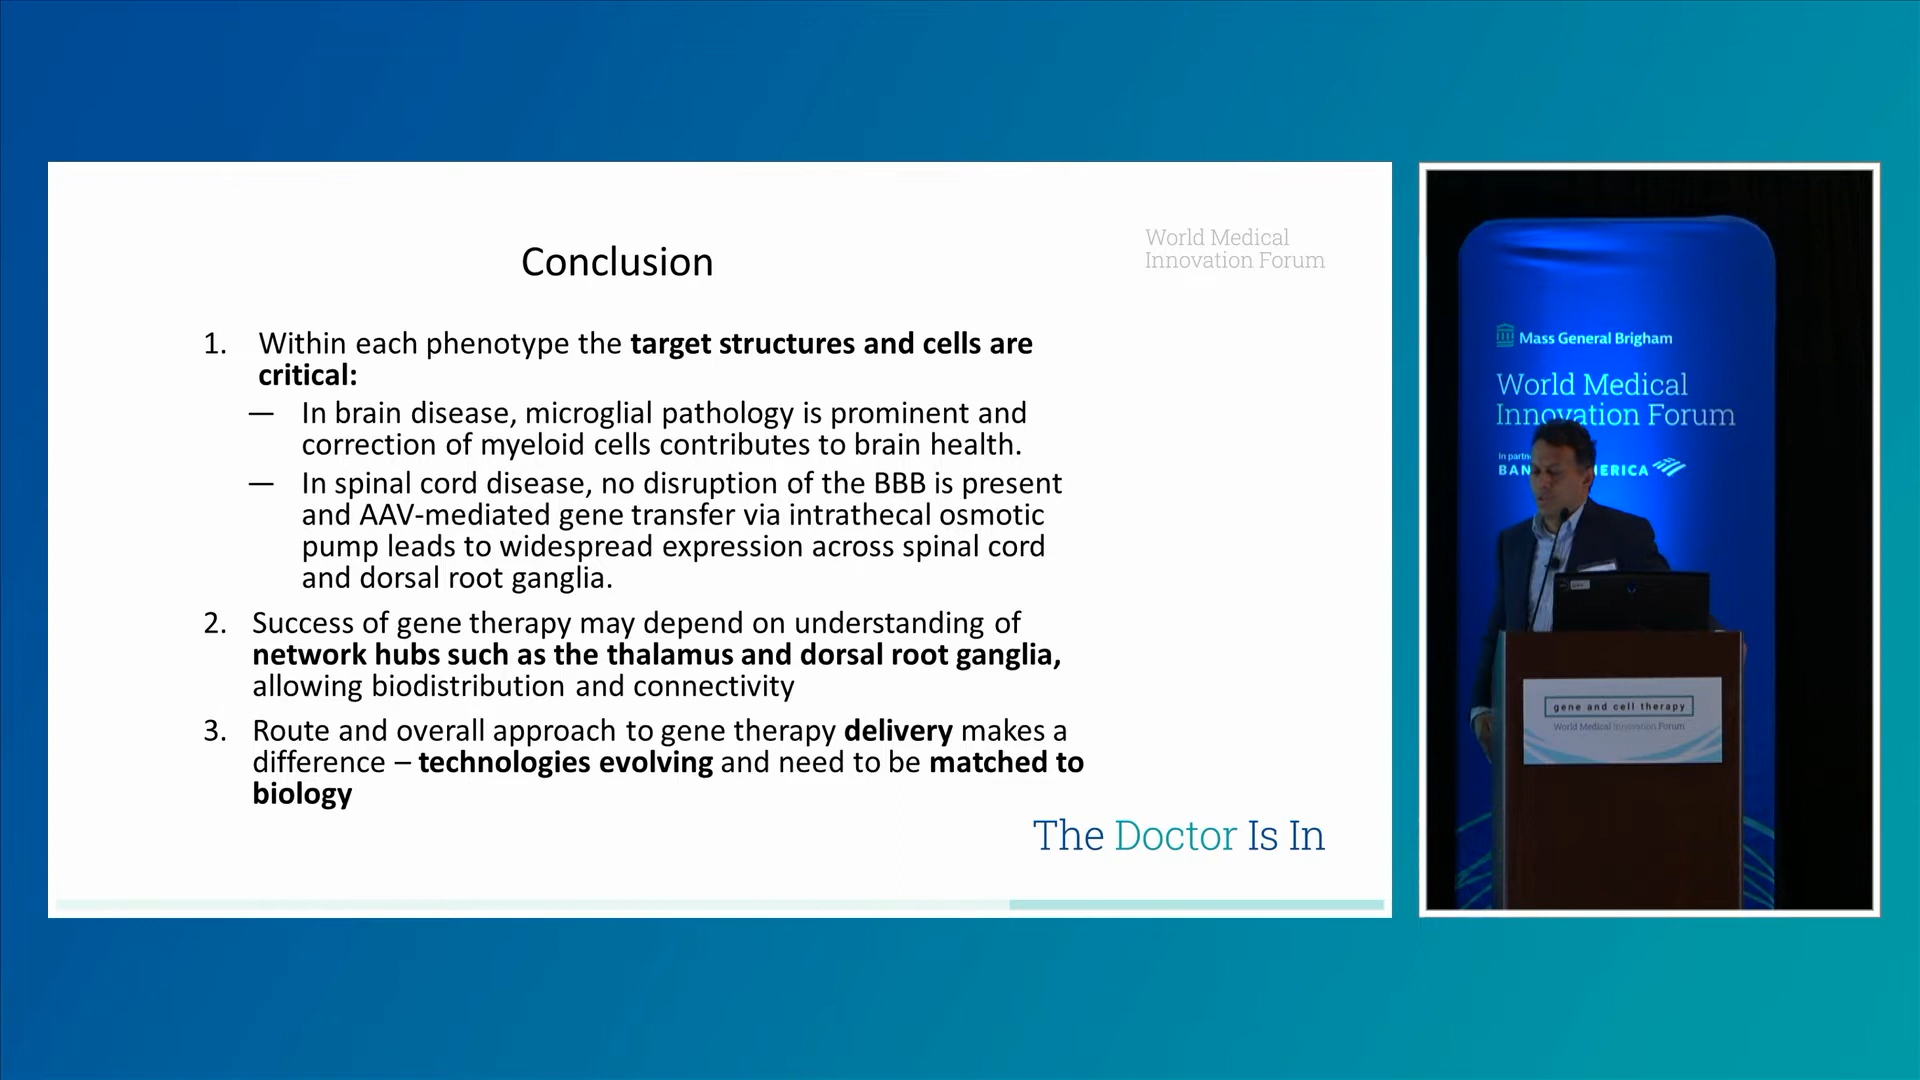 World Medical
Innovation Forum
Conclusion
1. Within each phenotype the target structures and cells are
critical:
— In brain disease, microglial pathology is prominent and
correction of myeloid cells contributes to brain health.
— In spinal cord disease, no disruption of the BBB is present
and AAV-mediated gene transfer via intrathecal osmotic
pump leads to widespread expression across spinal cord
and dorsal root ganglia.
2. Success of gene therapy may depend on understanding of
network hubs such as the thalamus and dorsal root ganglia,
allowing biodistribution and connectivity
3. Route and overall approach to gene therapy delivery makes a
difference – technologies evolving and need to be matched to
biology
The Doctor Is In
Mass General Brigham
World Medical
Innovation Forum
In
BAN ERICA
gene and cell therapy
World Medical Innovation Forum